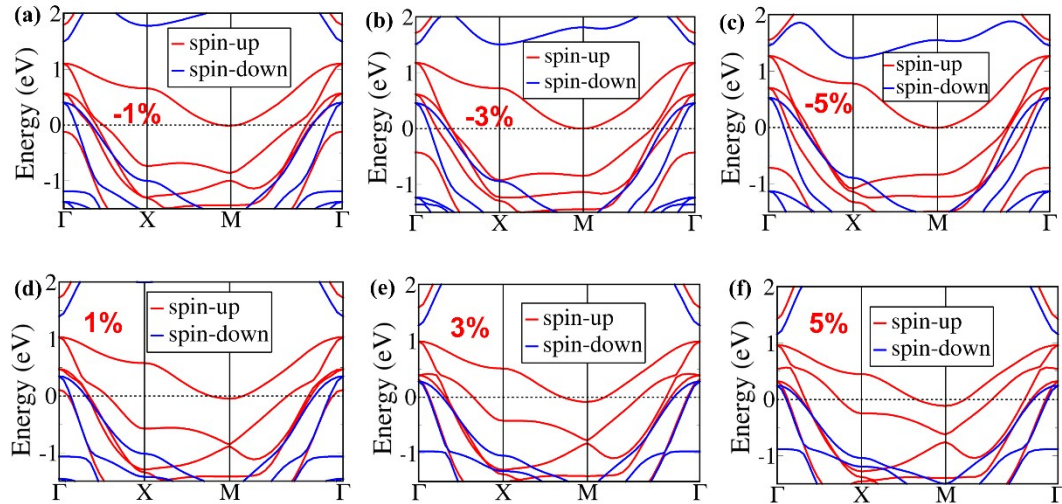 (a)
2
1
0
-1
Energy (eV)
spin-up
spin-down
-1%
Γ X M Γ
(b)
2
1
0
-1
Energy (eV)
spin-up
spin-down
-3%
Γ X M Γ
(c)
2
1
0
-1
Energy (eV)
spin-up
spin-down
-5%
Γ X M Γ
(d)
2
1
0
-1
Energy (eV)
1%
spin-up
spin-down
Γ X M Γ
(e)
2
1
0
-1
Energy (eV)
3%
spin-up
spin-down
Γ X M Γ
(f)
2
1
0
-1
Energy (eV)
5%
spin-up
spin-down
Γ X M Γ